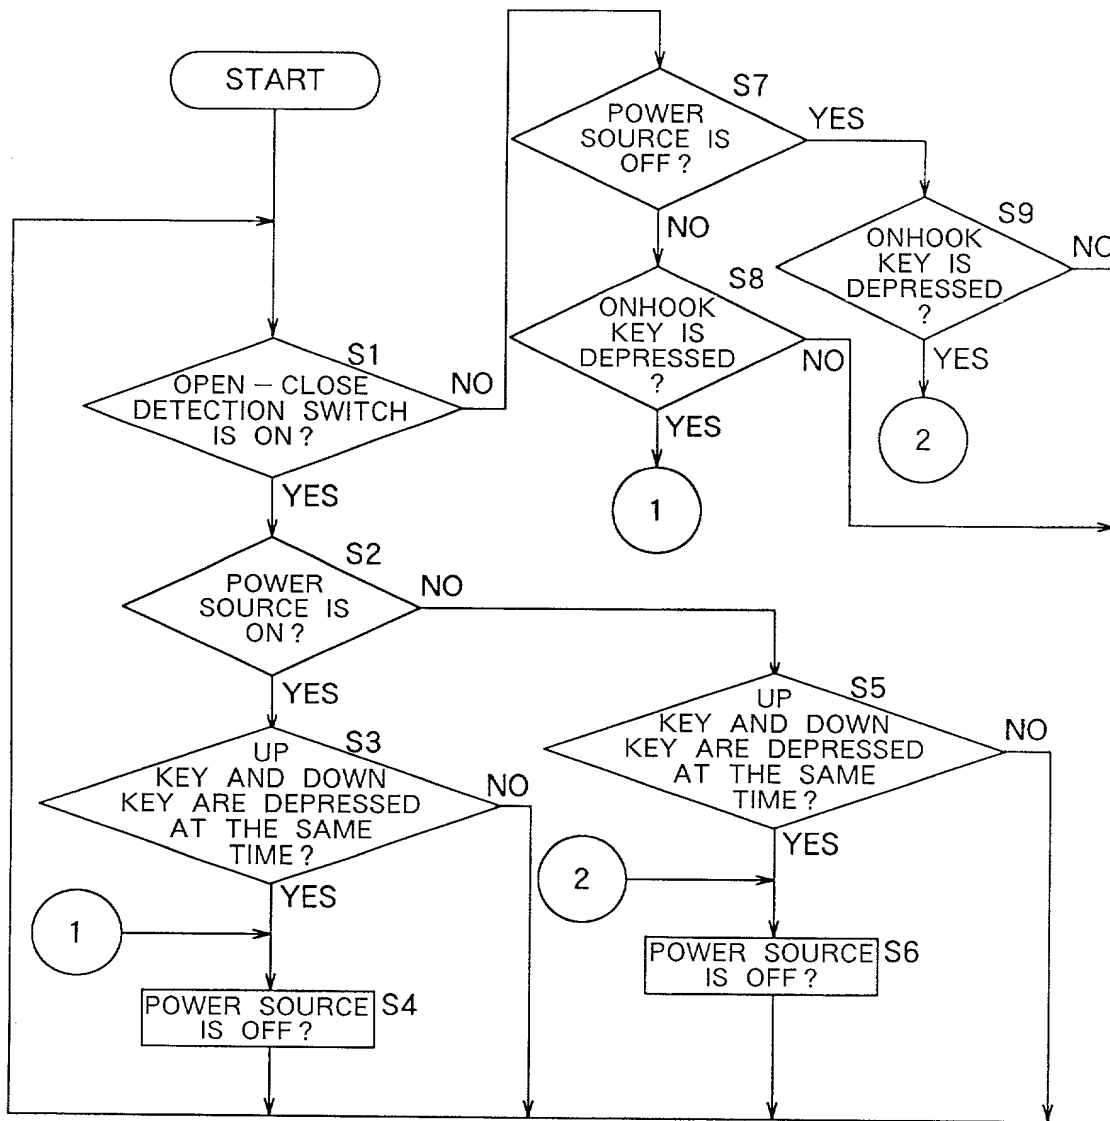 START
S1
OPEN—CLOSE
DETECTION SWITCH
IS ON?
NO
YES
S2
POWER
SOURCE IS
ON?
NO
YES
S3
UP
KEY AND DOWN
KEY ARE DEPRESSED
AT THE SAME
TIME?
NO
YES
1
POWER SOURCE
IS OFF?
S4
S5
UP
KEY AND DOWN
KEY ARE DEPRESSED
AT THE SAME
TIME?
NO
YES
2
POWER SOURCE
IS OFF?
S6
S7
POWER
SOURCE IS
OFF?
YES
NO
S8
ONHOOK
KEY IS
DEPRESSED
?
NO
YES
1
S9
ONHOOK
KEY IS
DEPRESSED
?
NO
YES
2